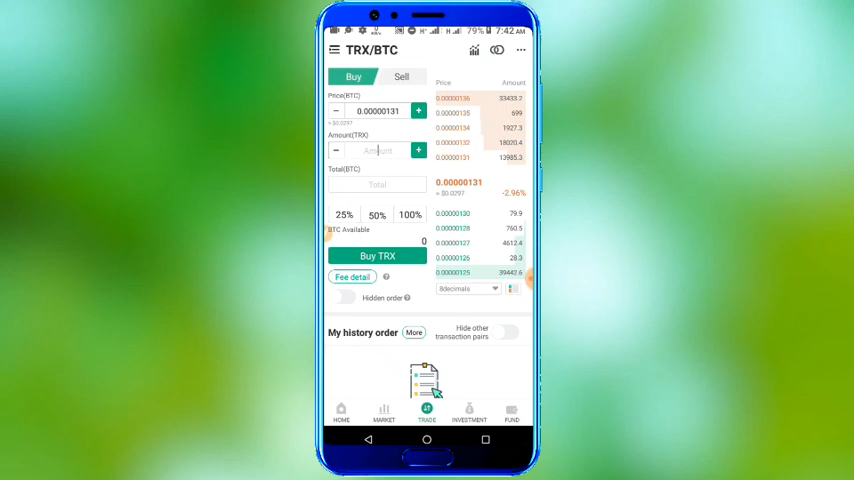 79% 7:42 AM
TRX/BTC
Buy
Sell
Price(BTC)
− 0.00000131 +
≈ $0.0297
Amount(TRX)
− Amount +
Total(BTC)
Total
25% 50% 100%
BTC Available
0
Buy TRX
Fee detail
Hidden order
Price Amount
0.00000136 33433.2
0.00000135 699
0.00000134 1927.3
0.00000132 18020.4
0.00000131 13985.3
0.00000131
≈ $0.0297 -2.96%
0.00000130 79.9
0.00000128 760.5
0.00000127 4612.4
0.00000126 28.3
0.00000125 39442.6
8decimals
My history order More
Hide other
transaction pairs
HOME MARKET TRADE INVESTMENT FUND